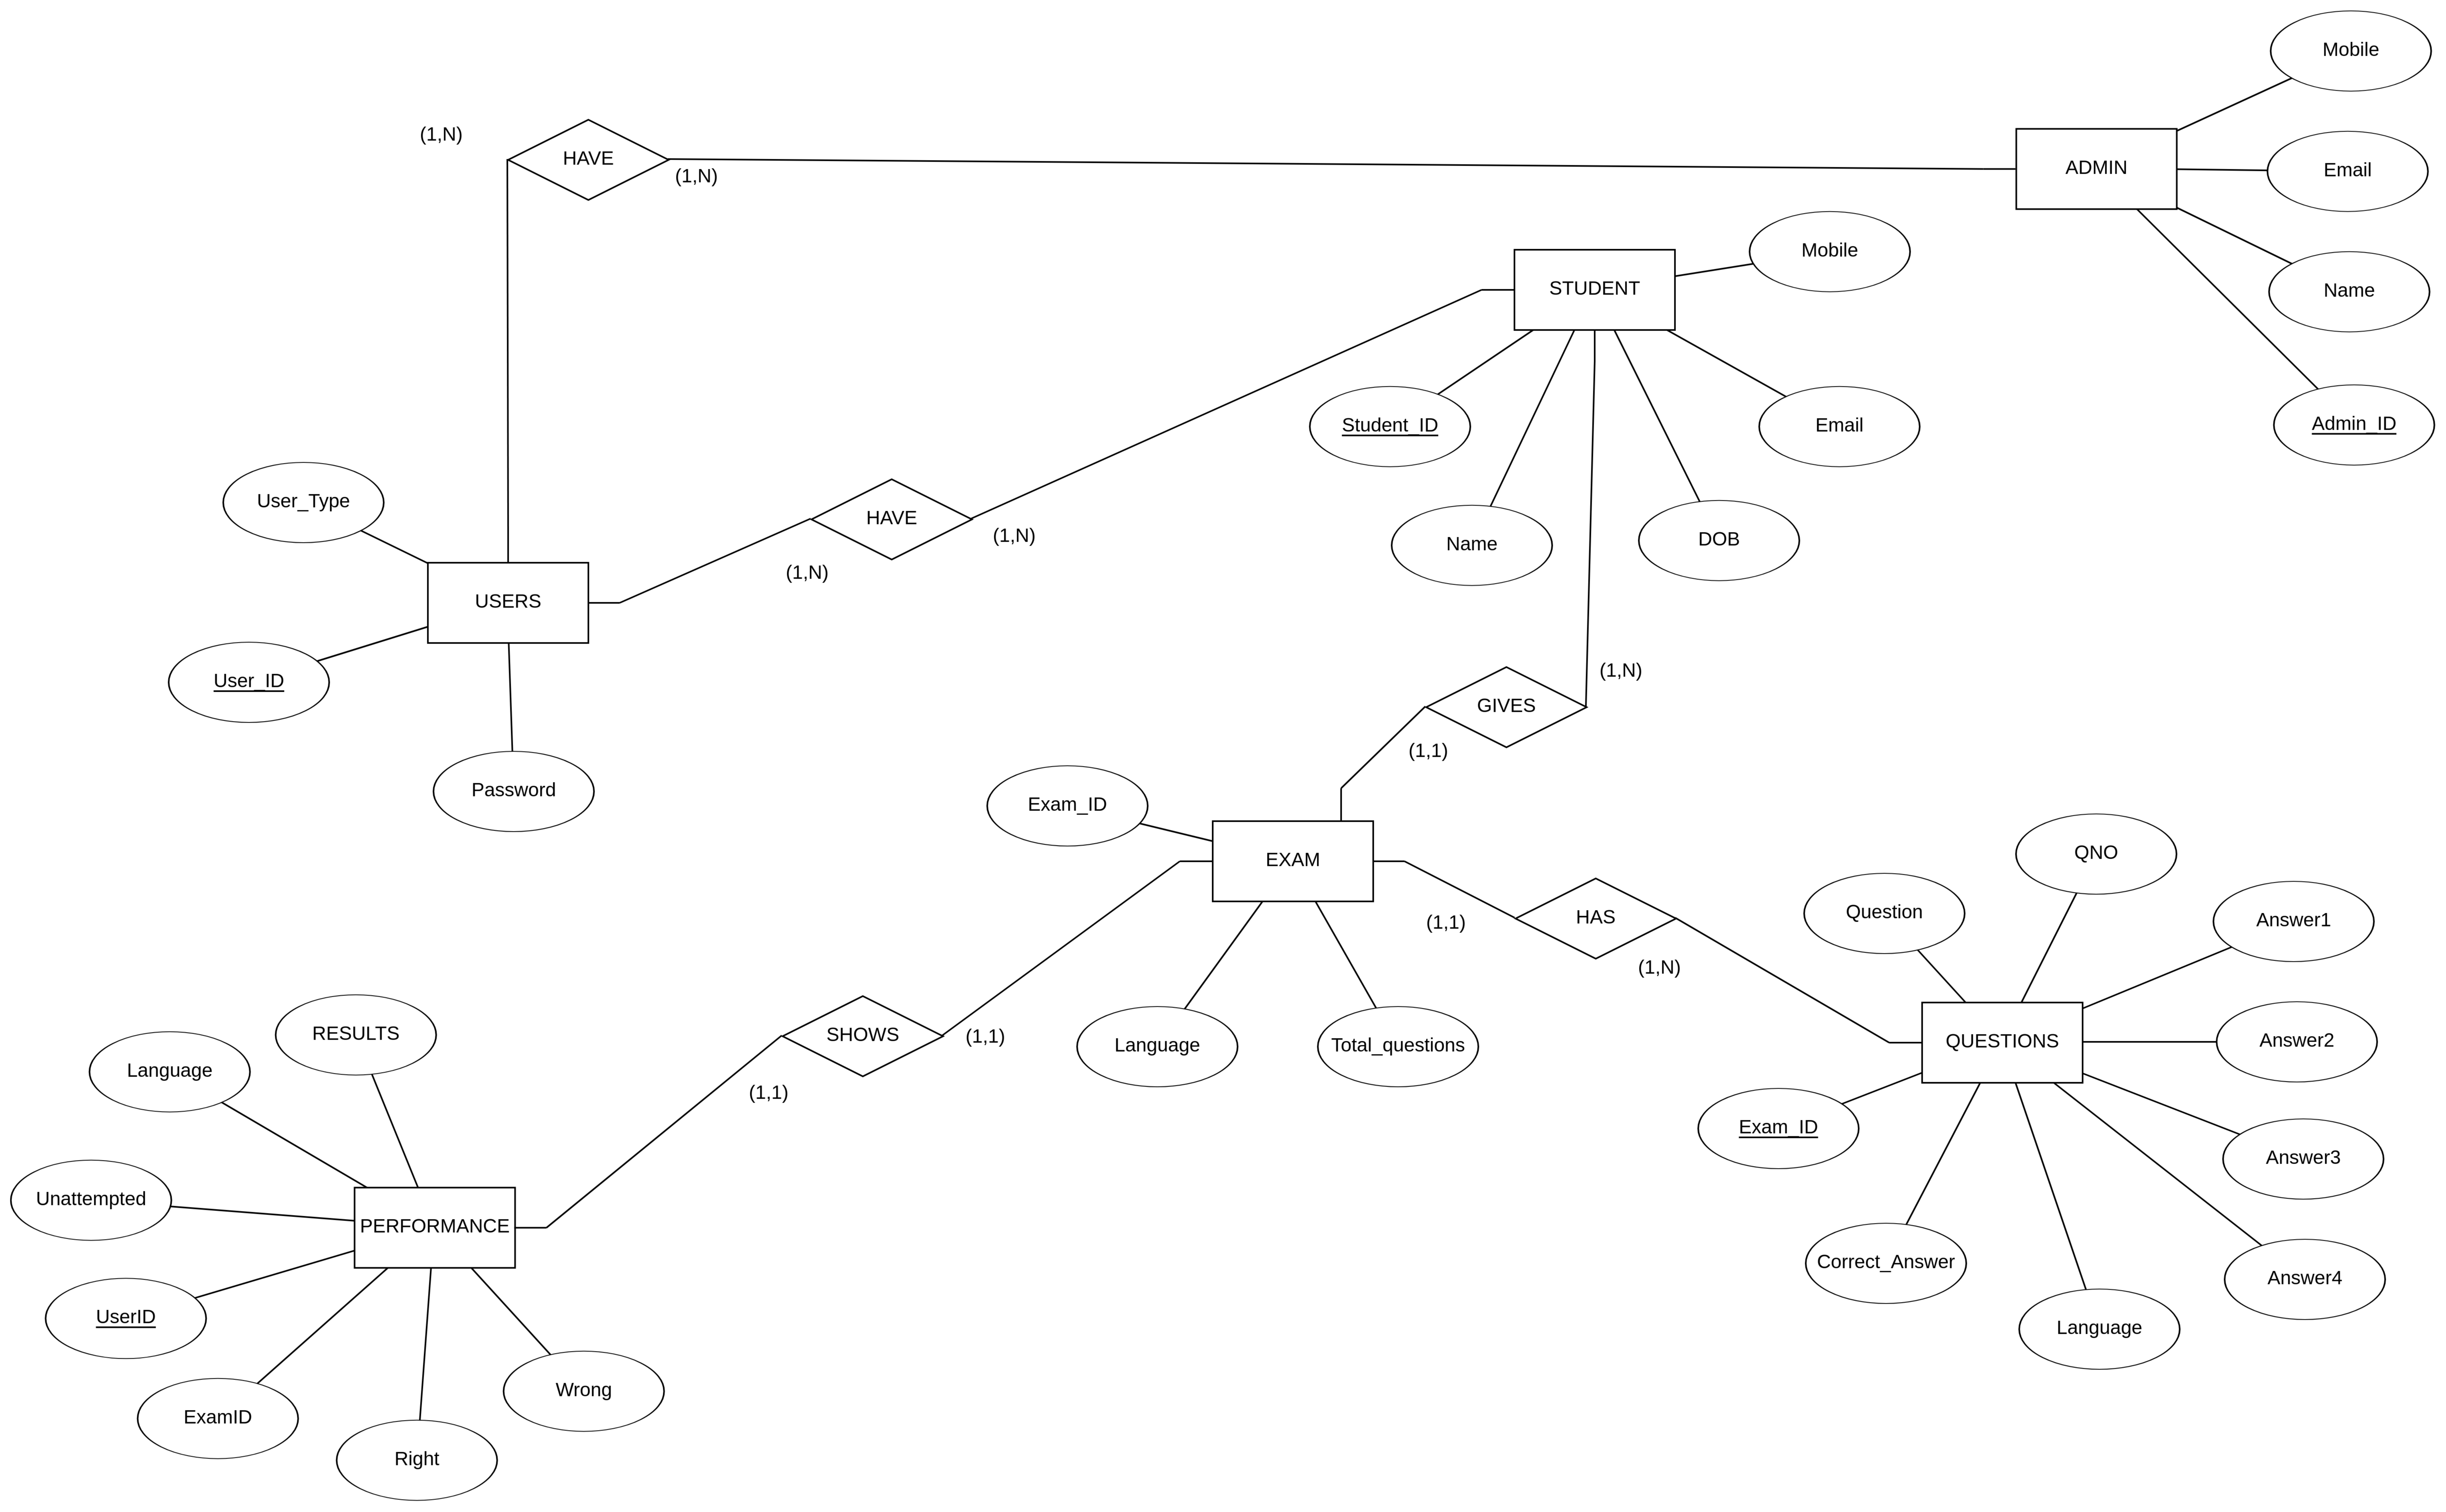 Mobile
(1,N)
HAVE
(1,N)
ADMIN
Email
Mobile
STUDENT
Name
Student_ID
Email
Admin_ID
User_Type
HAVE
(1,N)
Name
DOB
(1,N)
USERS
User_ID
(1,N)
GIVES
(1,1)
Password
Exam_ID
EXAM
QNO
Question
Answer1
(1,1)
HAS
(1,N)
RESULTS
SHOWS
(1,1)
Language
Total_questions
QUESTIONS
Answer2
Language
(1,1)
Exam_ID
Answer3
Unattempted
PERFORMANCE
Correct_Answer
Answer4
UserID
Language
Wrong
ExamID
Right